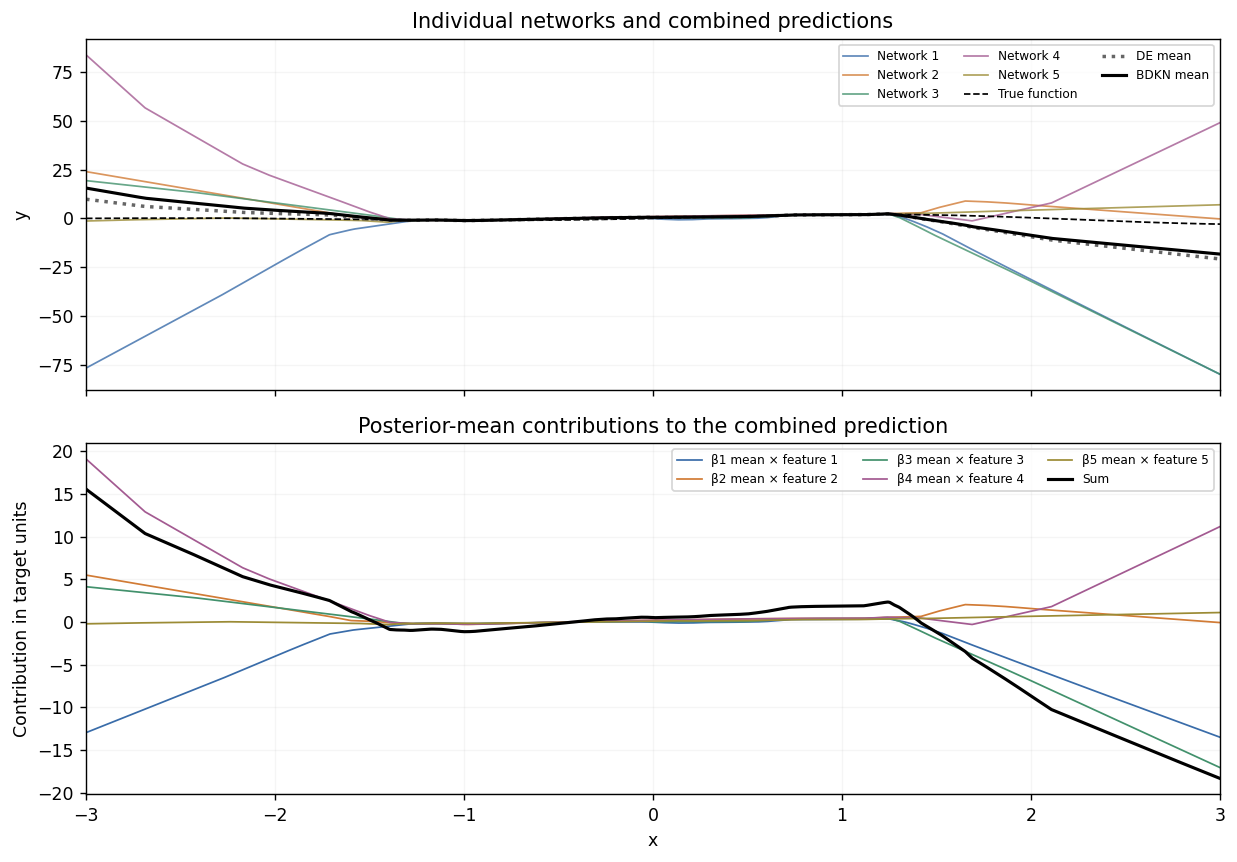 Individual networks and combined predictions
75
50
25
0
−25
−50
−75
y
Network 1 Network 4 DE mean
Network 2 Network 5 BDKN mean
Network 3 True function
Posterior-mean contributions to the combined prediction
20
15
10
5
0
−5
−10
−15
−20
Contribution in target units
β1 mean × feature 1 β3 mean × feature 3 β5 mean × feature 5
β2 mean × feature 2 β4 mean × feature 4 Sum
−3 −2 −1 0 1 2 3
x